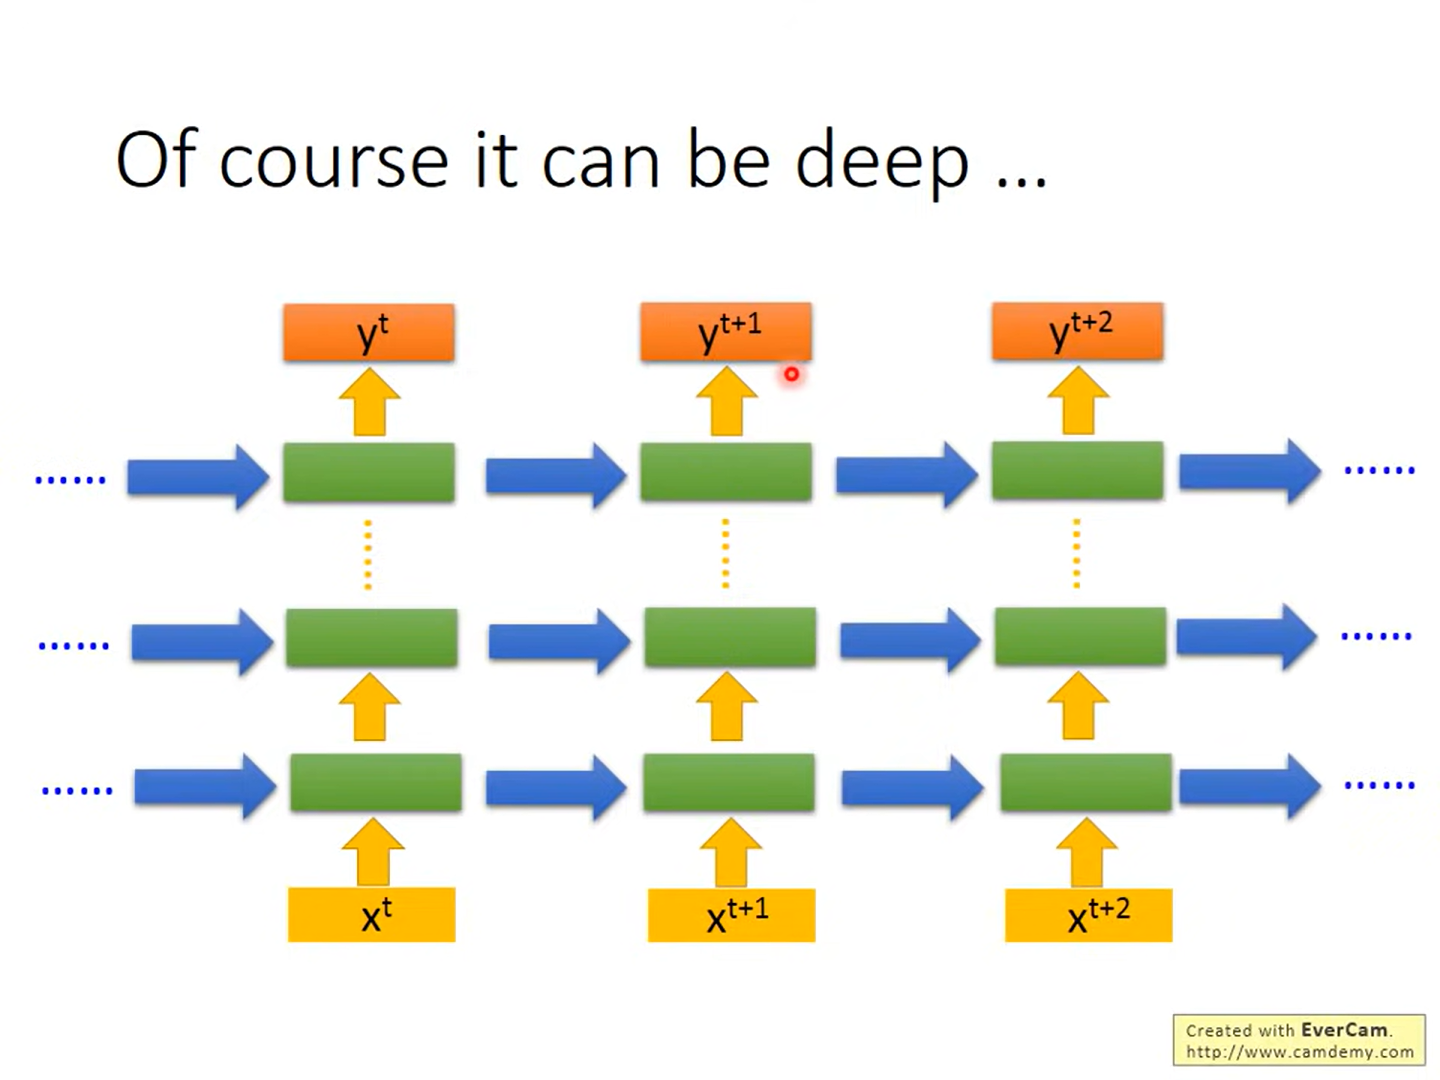 Of course it can be deep ...
y^t y^{t+1} y^{t+2}
...... ......
...... ......
...... ......
x^t x^{t+1} x^{t+2}
Created with EverCam.
http://www.camdemy.com